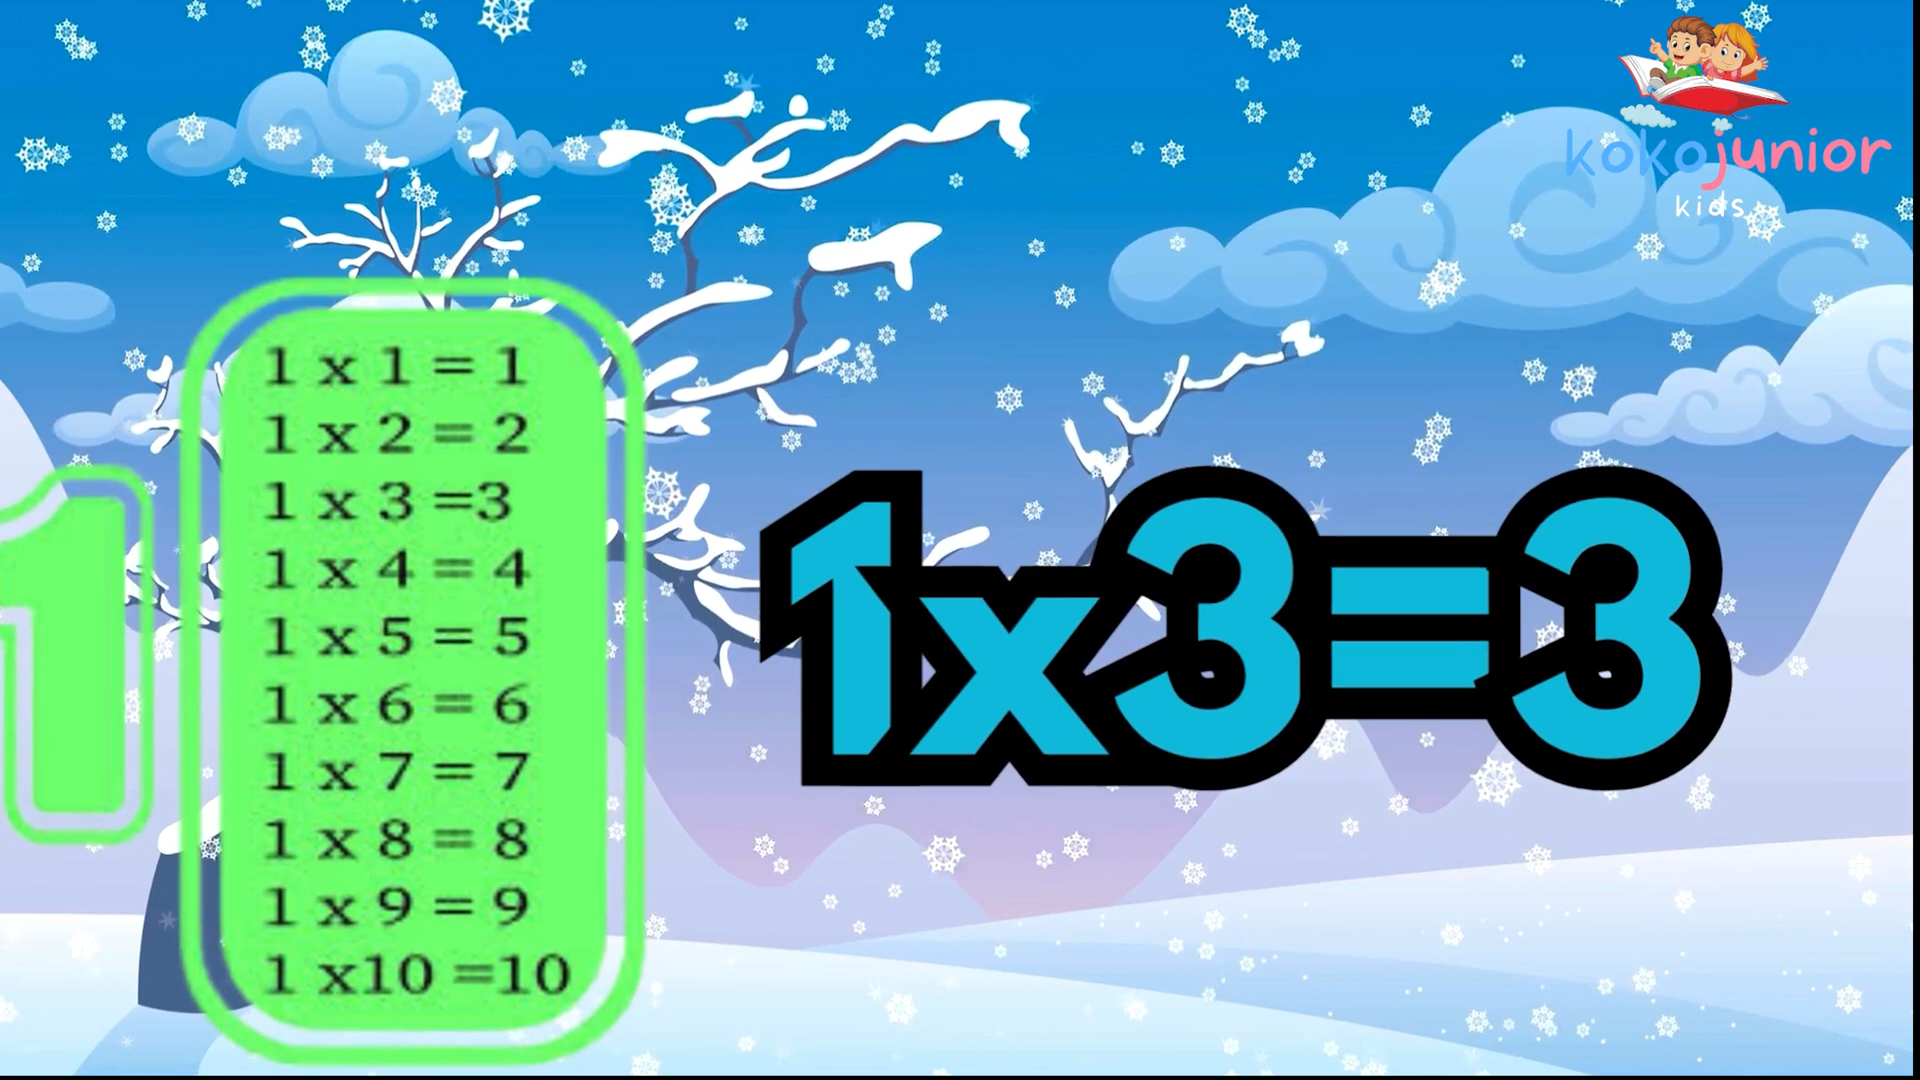 kokojunior
kids
1
1 x 1 = 1
1 x 2 = 2
1 x 3 =3
1 x 4 = 4
1 x 5 = 5
1 x 6 = 6
1 x 7 = 7
1 x 8 = 8
1 x 9 = 9
1 x10 =10
1x3=3